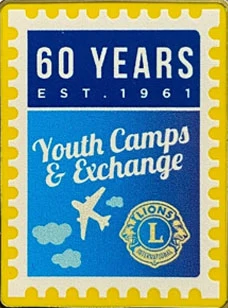 60 YEARS
EST. 1961
Youth Camps
& Exchange
LIONS
L
INTERNATIONAL